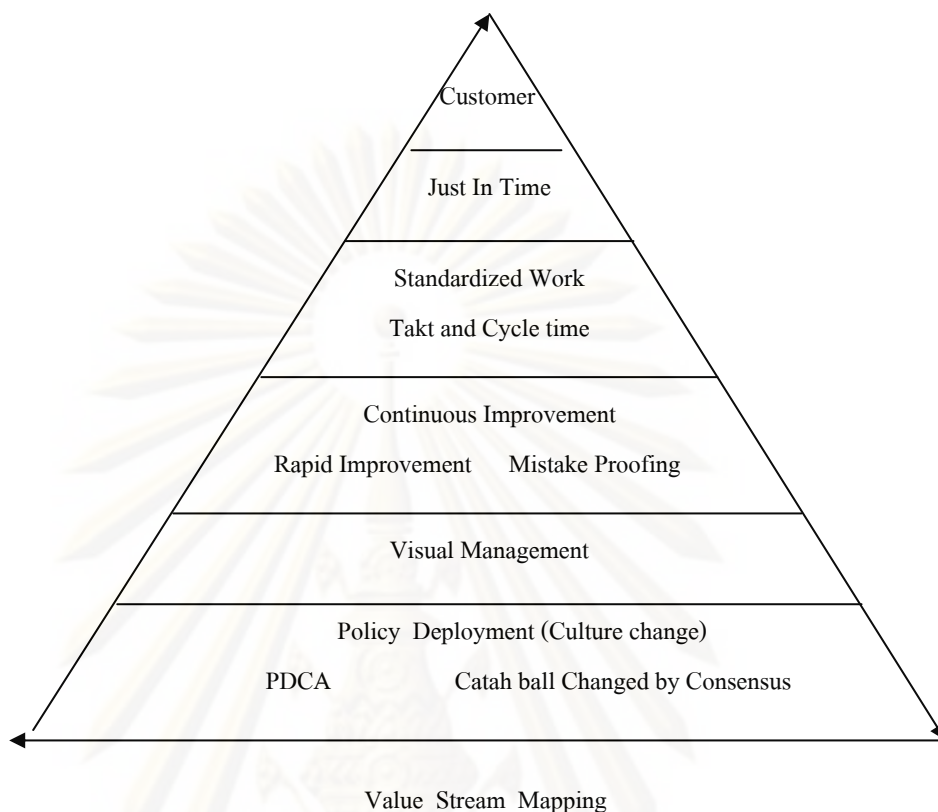 Customer
Just In Time
Standardized Work
Takt and Cycle time
Continuous Improvement
Rapid Improvement Mistake Proofing
Visual Management
Policy Deployment (Culture change)
PDCA Catah ball Changed by Consensus
Value Stream Mapping